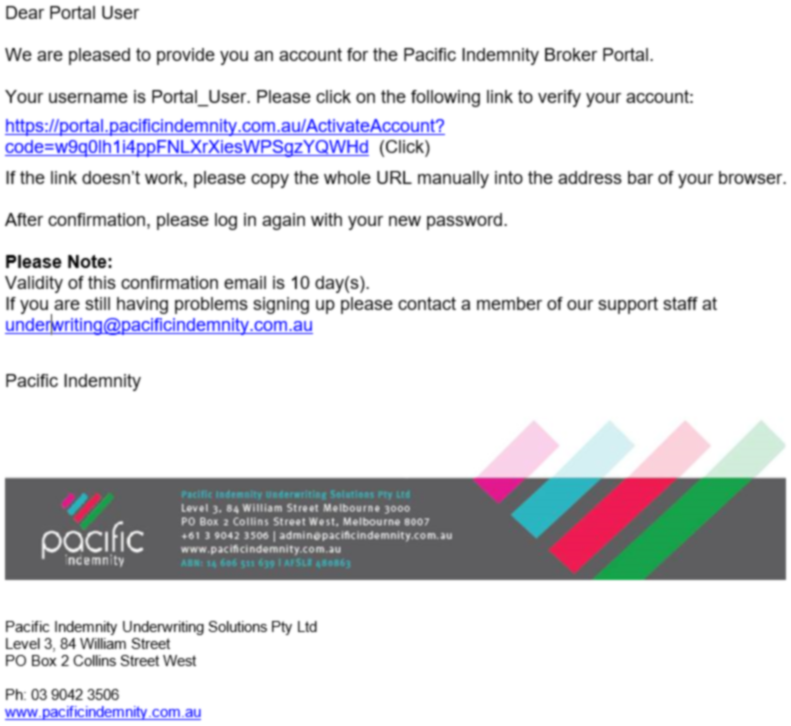 Dear Portal User
We are pleased to provide you an account for the Pacific Indemnity Broker Portal.
Your username is Portal_User. Please click on the following link to verify your account:
https://portal.pacificindemnity.com.au/ActivateAccount?
code=w9q0lh1i4ppFNLXrXiesWPSgzYQWHd (Click)
If the link doesn't work, please copy the whole URL manually into the address bar of your browser.
After confirmation, please log in again with your new password.
Please Note:
Validity of this confirmation email is 10 day(s).
If you are still having problems signing up please contact a member of our support staff at
underwriting@pacificindemnity.com.au
Pacific Indemnity
pacific
indemnity
Pacific Indemnity Underwriting Solutions Pty Ltd
Level 3, 84 William Street Melbourne 3000
PO Box 2 Collins Street West, Melbourne 8007
+61 3 9042 3506 | admin@pacificindemnity.com.au
www.pacificindemnity.com.au
ABN: 14 606 511 639 | AFSLR 480863
Pacific Indemnity Underwriting Solutions Pty Ltd
Level 3, 84 William Street
PO Box 2 Collins Street West
Ph: 03 9042 3506
www.pacificindemnity.com.au